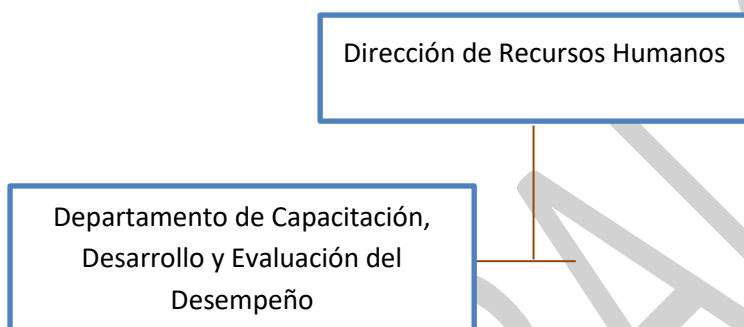 Dirección de Recursos Humanos
Departamento de Capacitación,
Desarrollo y Evaluación del
Desempeño